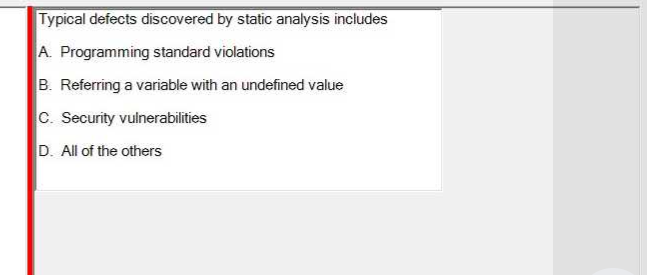 Typical defects discovered by static analysis includes
A. Programming standard violations
B. Referring a variable with an undefined value
C. Security vulnerabilities
D. All of the others